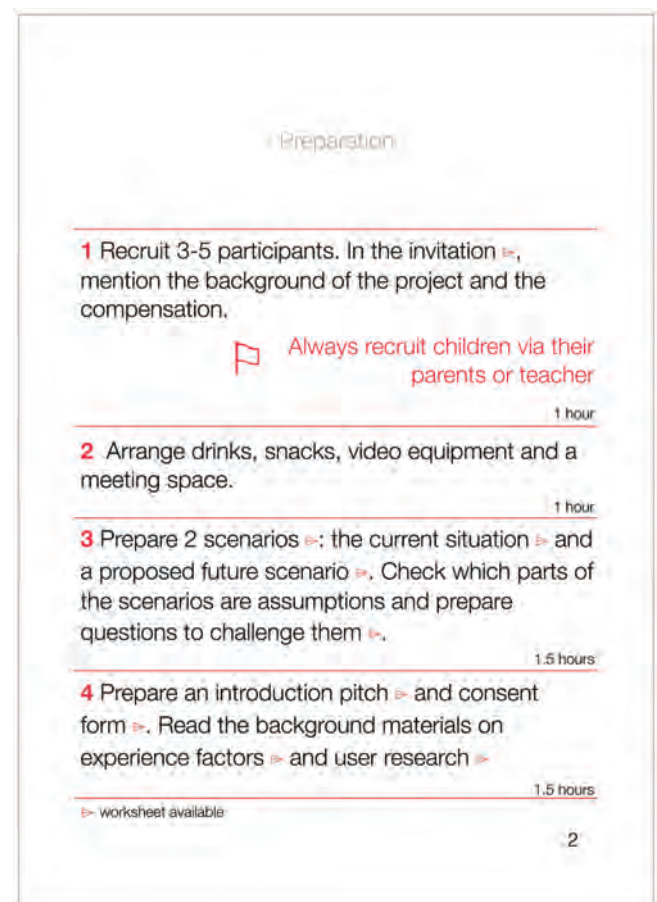 Preparation
1 Recruit 3-5 participants. In the invitation ⌲,
mention the background of the project and the
compensation.
Always recruit children via their
parents or teacher
1 hour
2 Arrange drinks, snacks, video equipment and a
meeting space.
1 hour
3 Prepare 2 scenarios ⌲: the current situation ⌲ and
a proposed future scenario ⌲. Check which parts of
the scenarios are assumptions and prepare
questions to challenge them ⌲.
1.5 hours
4 Prepare an introduction pitch ⌲ and consent
form ⌲. Read the background materials on
experience factors ⌲ and user research ⌲
1.5 hours
⌲ worksheet available
2